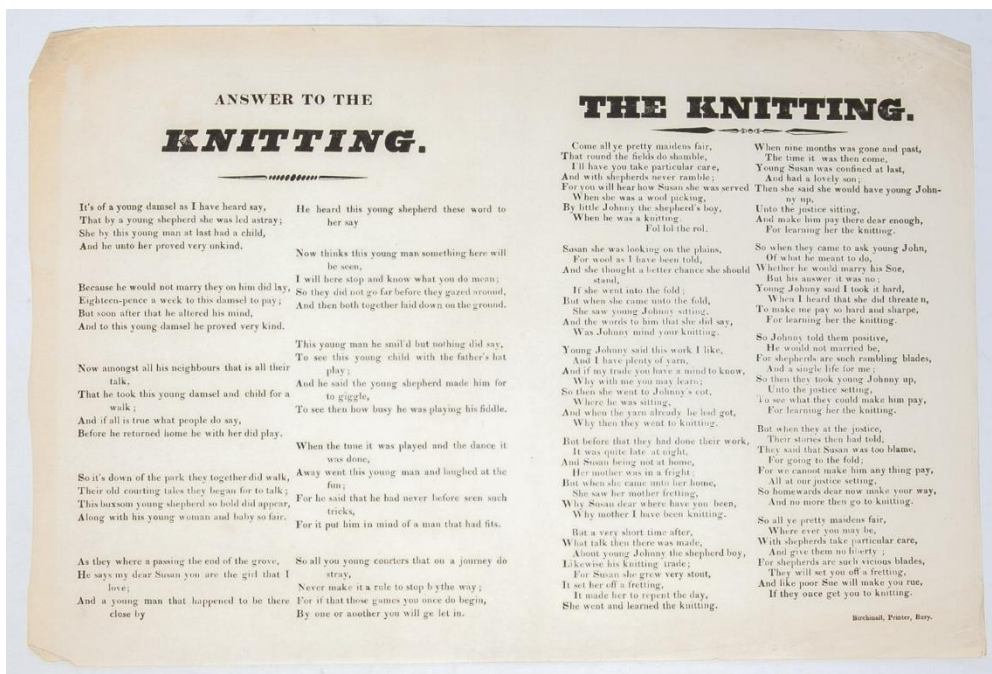 ANSWER TO THE
KNITTING.
It's of a young damsel as I have heard say,
That by a young shepherd she was led astray;
She by this young man at last had a child,
And he unto her proved very unkind.
Because he would not marry they on him did lay,
Eighteen-pence a week to this damsel to pay;
But soon after that he altered his mind,
And to this young damsel he proved very kind.
Now amongst all his neighbours that is all their
talk,
That he took this young damsel and child for a
walk;
And if all is true what people do say,
Before he returned home he with her did play.
So it's down of the park they together did walk,
Their old courting tales they began for to talk;
This buxsom young shepherd so bold did appear,
Along with his young woman and baby so fair.
As they where a passing the end of the grove,
He says my dear Susan you are the girl that I
love;
And a young man that happened to be there
close by
He heard this young shepherd these word to
her say
Now thinks this young man something here will
be seen,
I will here stop and know what you do mean;
So they did not go far before they gazed around,
And then both together laid down on the ground.
This young man he smil'd but nothing did say,
To see this young child with the father's hat
play;
And he said the young shepherd made him for
to giggle,
To see then how busy he was playing his fiddle.
When the tune it was played and the dance it
was done,
Away went this young man and laughed at the
fun;
For he said that he had never before seen such
tricks,
For it put him in mind of a man that had fits.
So all you young courters that on a journey do
stray,
Never make it a rule to stop b ythe way;
For if that those games you once do begin,
By one or another you will ge let in.
THE KNITTING.
Come all ye pretty maidens fair,
That round the fields do shamble,
I'll have you take particular care,
And with shepherds never ramble;
For you will hear how Susan she was served
When she was a wool picking,
By little Johnny the shepherd's boy,
When he was a knitting.
Fol lol the rol.
Susan she was looking on the plains,
For wool as I have been told,
And she thought a better chance she should
stand,
If she went into the fold;
But when she came unto the fold,
She saw young Johnny sitting.
And the words to him that she did say,
Was Johnny mind your knitting.
Young Johnny said this work I like,
And I have plenty of yarn,
And if my trade you have a mind to know,
Why with me you may learn;
So then she went to Johnny's cot,
Where he was sitting,
And when the yarn already he had got,
Why then they went to knitting.
But before that they had done their work,
It was quite late at night,
And Susan being not at home,
Her mother was in a fright;
But when she came unto her home,
She saw her mother fretting,
Why Susan dear where have you been,
Why mother I have been knitting.
But a very short time after,
What talk then there was made,
About young Johnny the shepherd boy,
Likewise his knitting trade;
For Susan she grew very stout,
It set her off a fretting,
It made her to repent the day,
She went and learned the knitting.
When nine months was gone and past,
The time it was then come,
Young Susan was confined at last,
And had a lovely son;
Then she said she would have young John-
ny up,
Unto the justice sitting,
And make him pay there dear enough,
For learning her the knitting.
So when they came to ask young John,
Of what he meant to do,
Whether he would marry his Sue,
But his answer it was no;
Young Johnny said I took it hard,
When I heard that she did threate n,
To make me pay so hard and sharpe,
For learning her the knitting.
So Johnny told them positive,
He would not married be,
For shepherds are such rambling blades,
And a single life for me;
So then they took young Johnny up,
Unto the justice setting,
To see what they could make him pay,
For learning her the knitting.
But when they at the justice,
Their stories then had told,
They said that Susan was too blame,
For going to the fold;
For we cannot make him any thing pay,
All at our justice setting,
So homewards dear now make your way,
And no more then go to knitting.
So all ye pretty maidens fair,
Where ever you may be,
With shepherds take particular care,
And give them no liberty ;
For shepherds are such vicious blades,
They will set you off a fretting,
And like poor Sue will make you rue,
If they once get you to knitting.
Birchinall, Printer, Bury.